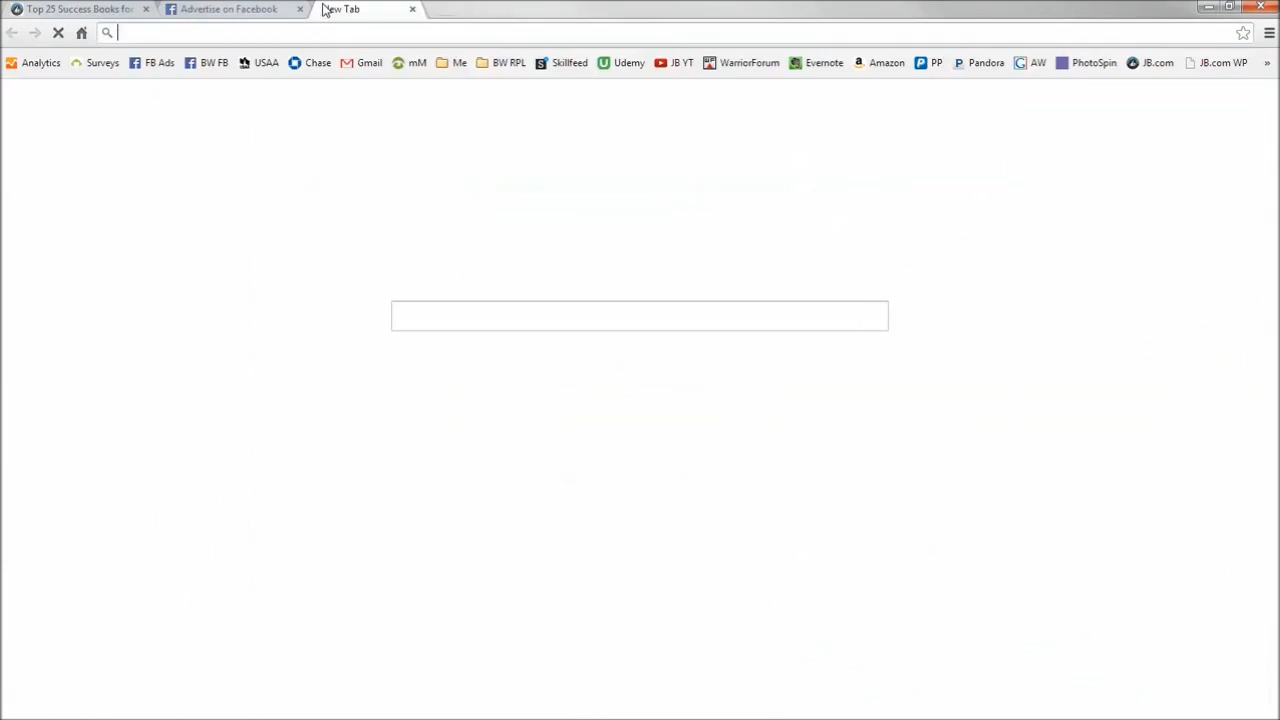 Top 25 Success Books for Advertise on Facebook New Tab
Analytics Surveys FB Ads BW FB USAA Chase Gmail mM Me BW RPL Skillfeed Udemy JB YT WarriorForum Evernote Amazon PP Pandora AW PhotoSpin JB.com JB.com WP »